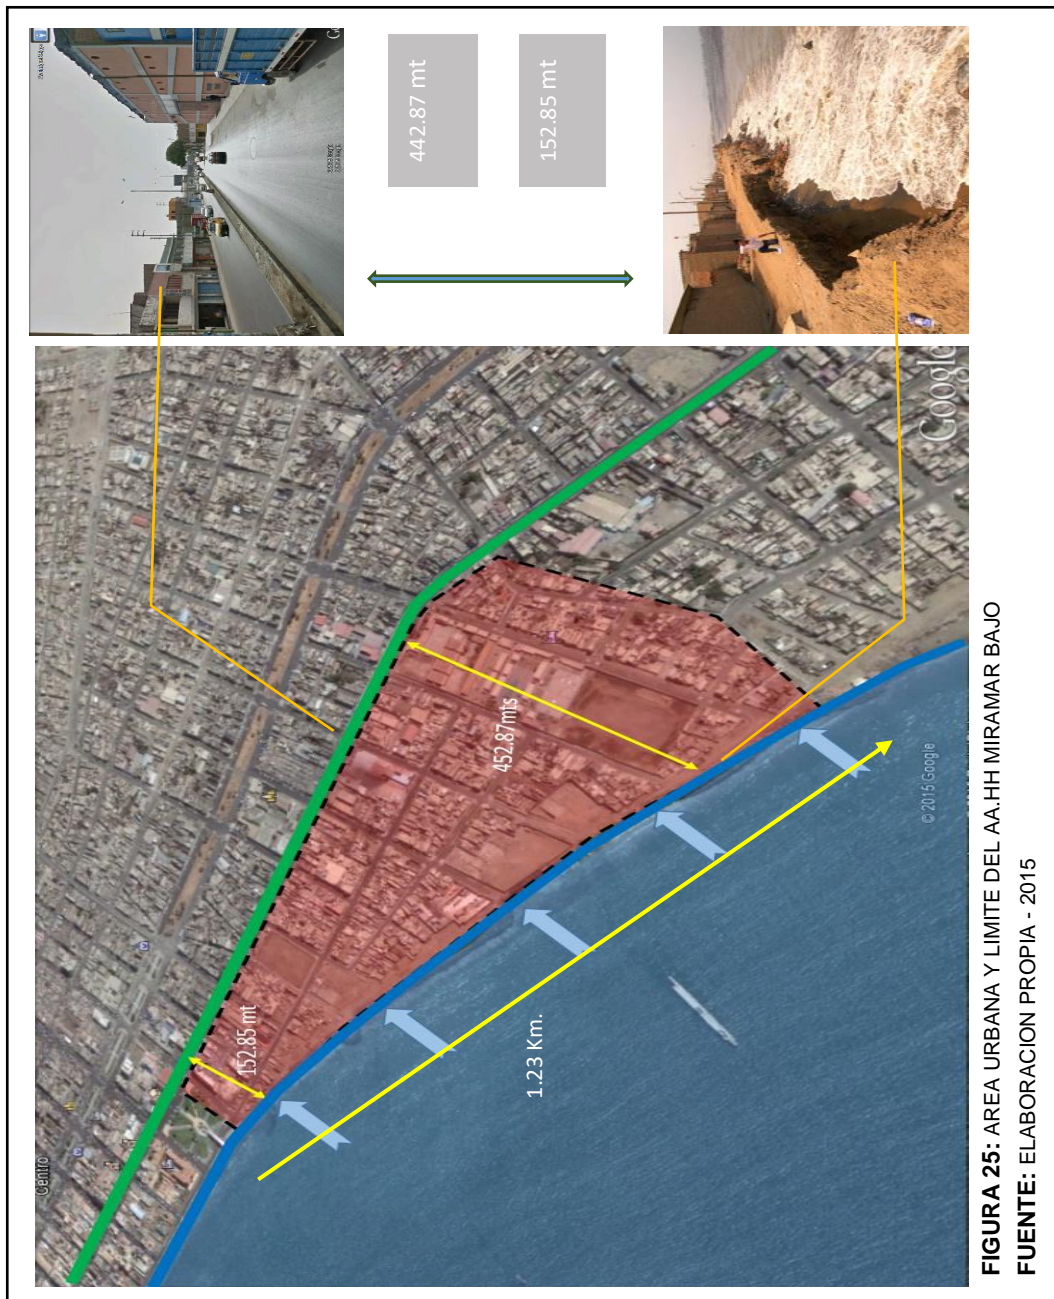 442.87 mt
152.85 mt
Centro
152.85 mt
452.87mts
1.23 Km.
Google
© 2015 Google
FIGURA 25: AREA URBANA Y LIMITE DEL AA.HH MIRAMAR BAJO
FUENTE: ELABORACION PROPIA - 2015